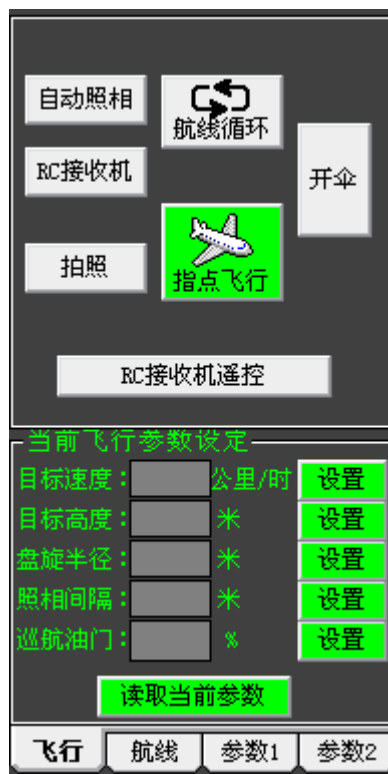 自动照相
航线循环
RC接收机
开伞
拍照
指点飞行
RC接收机遥控
当前飞行参数设定
目标速度: 公里/时 设置
目标高度: 米 设置
盘旋半径: 米 设置
照相间隔: 米 设置
巡航油门: % 设置
读取当前参数
飞行 航线 参数1 参数2